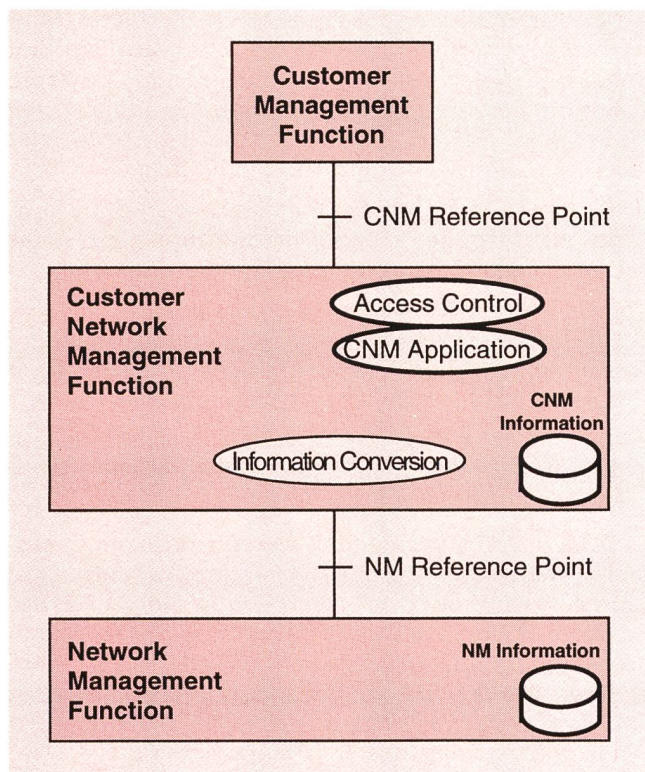 Customer
Management
Function
CNM Reference Point
Customer
Network
Management
Function
Access Control
CNM Application
CNM
Information
Information Conversion
NM Reference Point
Network
Management
Function
NM Information